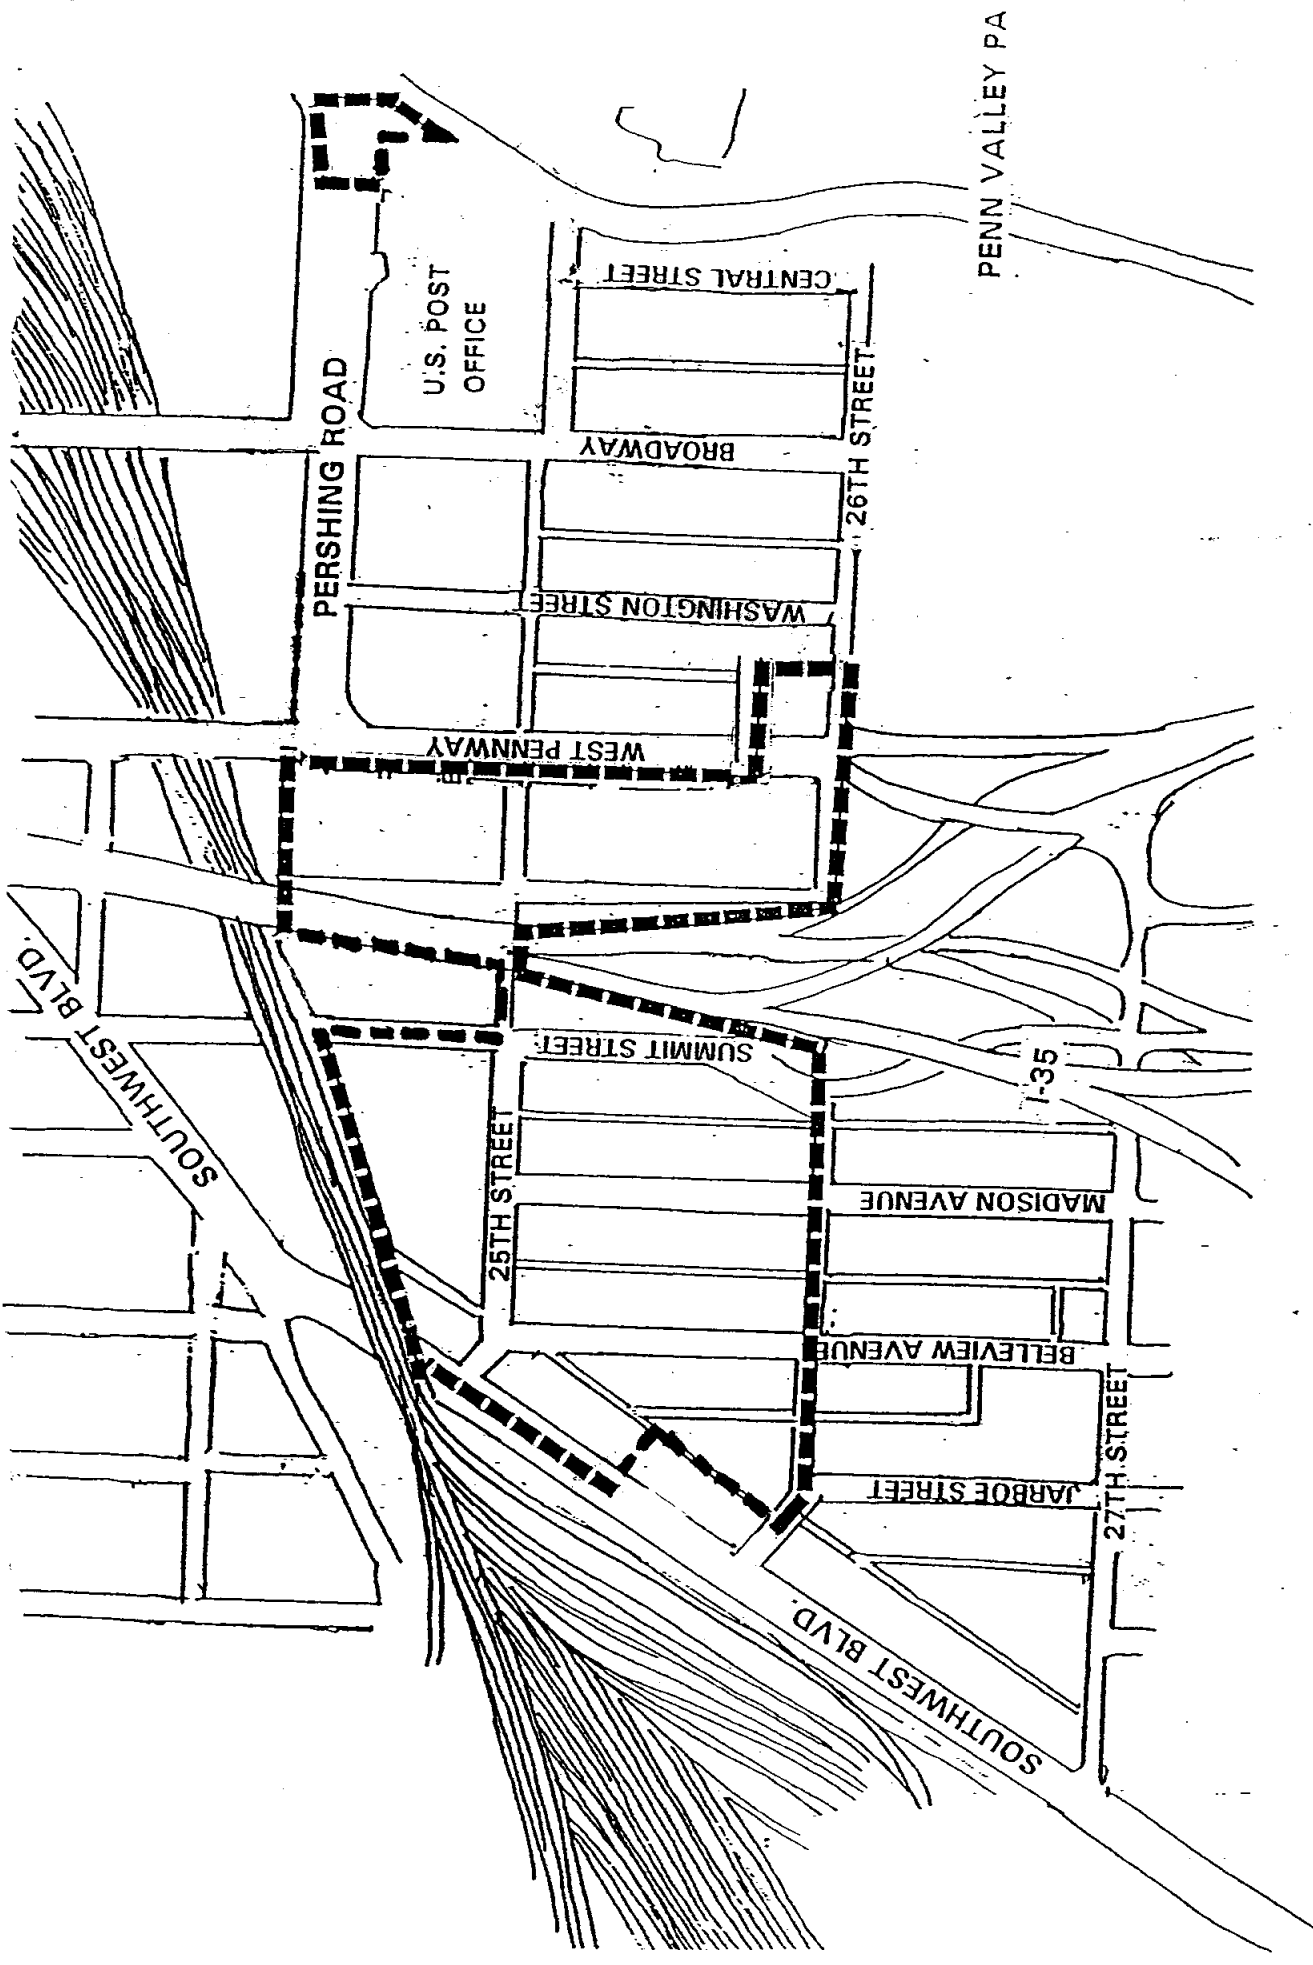 SOUTHWEST BLVD.
PERSHING ROAD
U.S. POST
OFFICE
SUMMIT STREET
WEST PENNWAY
WASHINGTON STREET
BROADWAY
CENTRAL STREET
25TH STREET
26TH STREET
PENN VALLEY PA
I-35
MADISON AVENUE
BELLEVIEW AVENUE
JARBOE STREET
27TH STREET
SOUTHWEST BLVD.